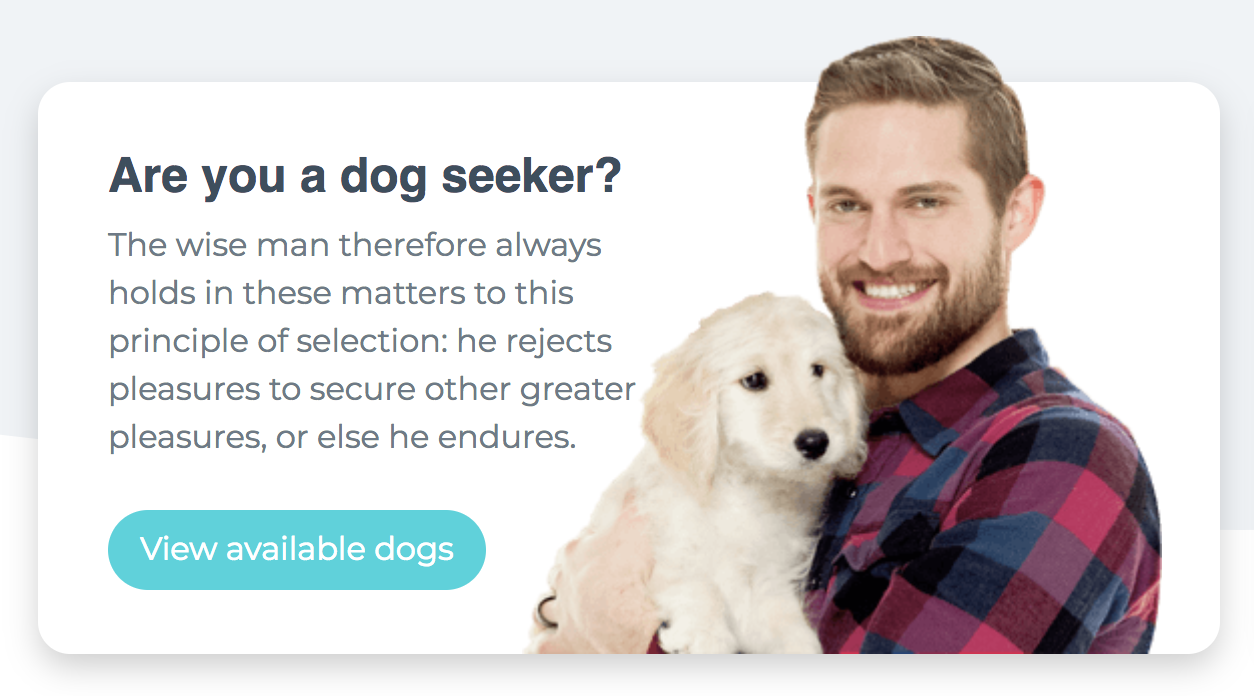 Are you a dog seeker?
The wise man therefore always
holds in these matters to this
principle of selection: he rejects
pleasures to secure other greater
pleasures, or else he endures.
View available dogs